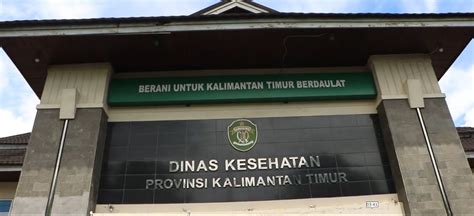 BERANI UNTUK KALIMANTAN TIMUR BERDAULAT
DINAS KESEHATAN
PROVINSI KALIMANTAN TIMUR